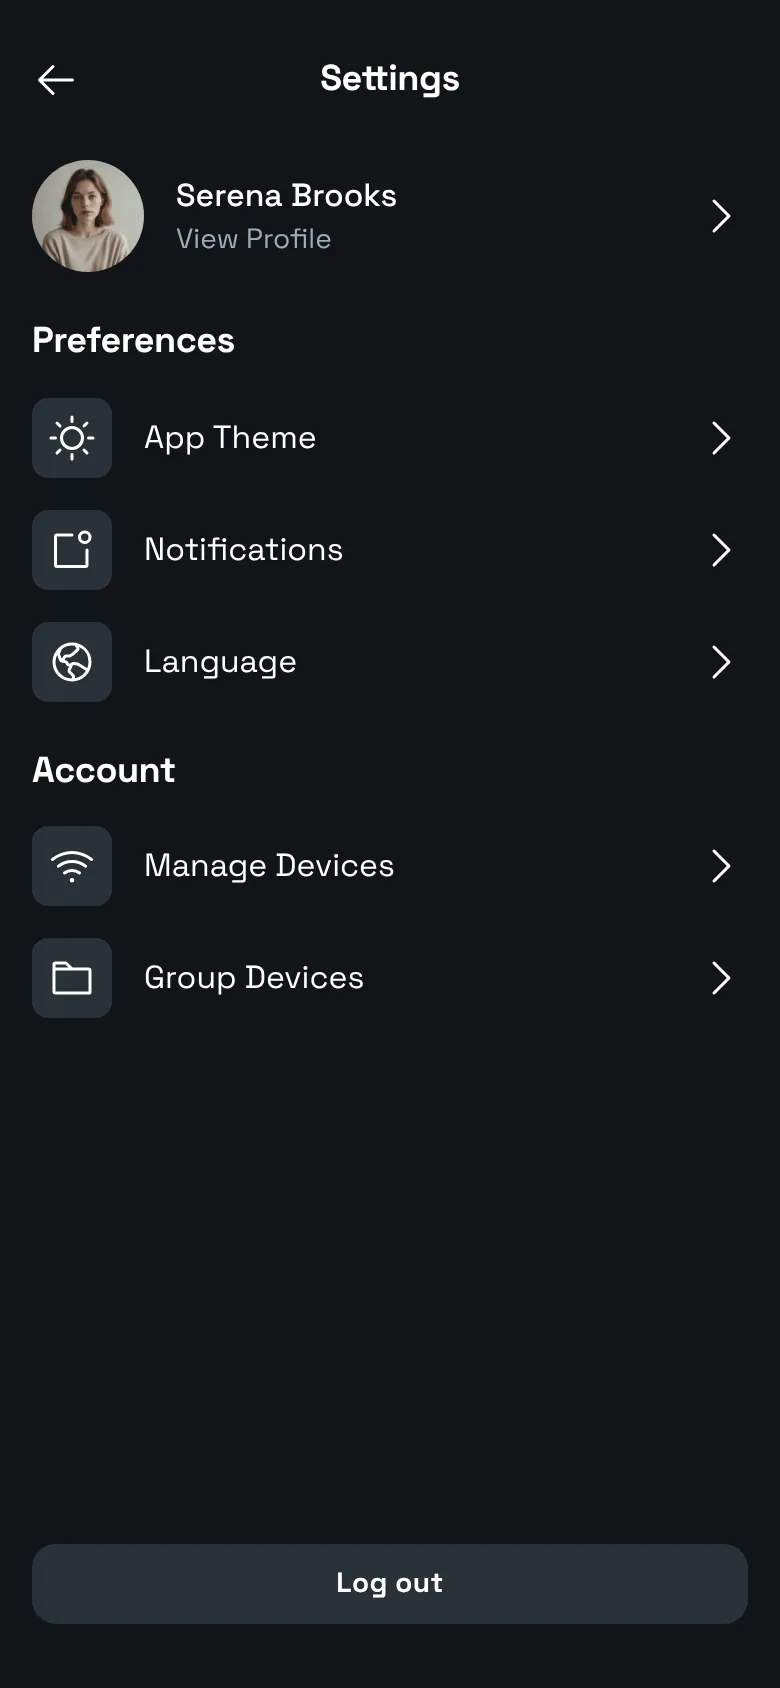 Settings
Serena Brooks
View Profile
Preferences
App Theme
Notifications
Language
Account
Manage Devices
Group Devices
Log out